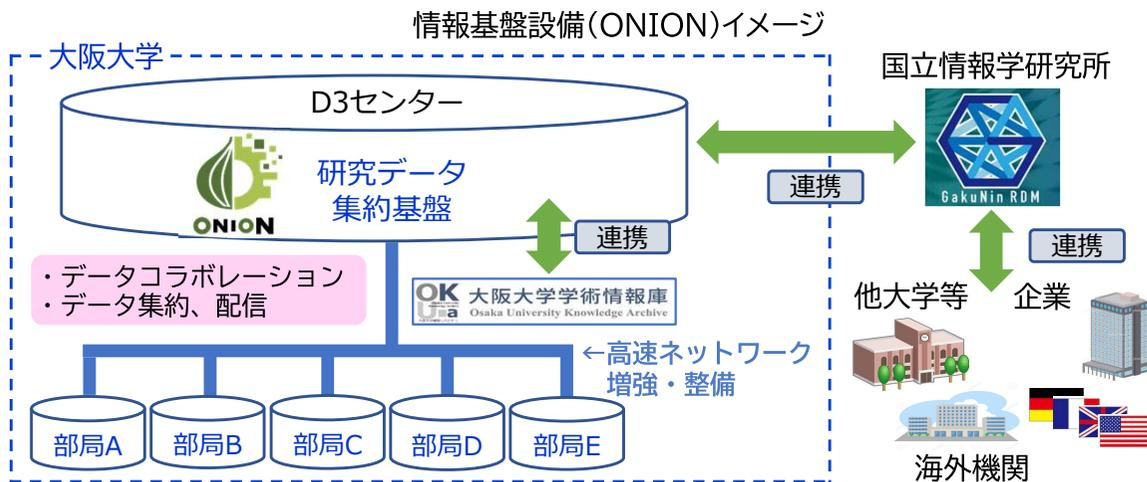 情報基盤設備(ONION)イメージ
大阪大学
D3センター
ONION
研究データ
集約基盤
連携
・データコラボレーション
・データ集約、配信
OUKA
大阪大学学術情報庫
Osaka University Knowledge Archive
←高速ネットワーク
増強・整備
部局A
部局B
部局C
部局D
部局E
連携
国立情報学研究所
GakuNin RDM
連携
他大学等
企業
海外機関